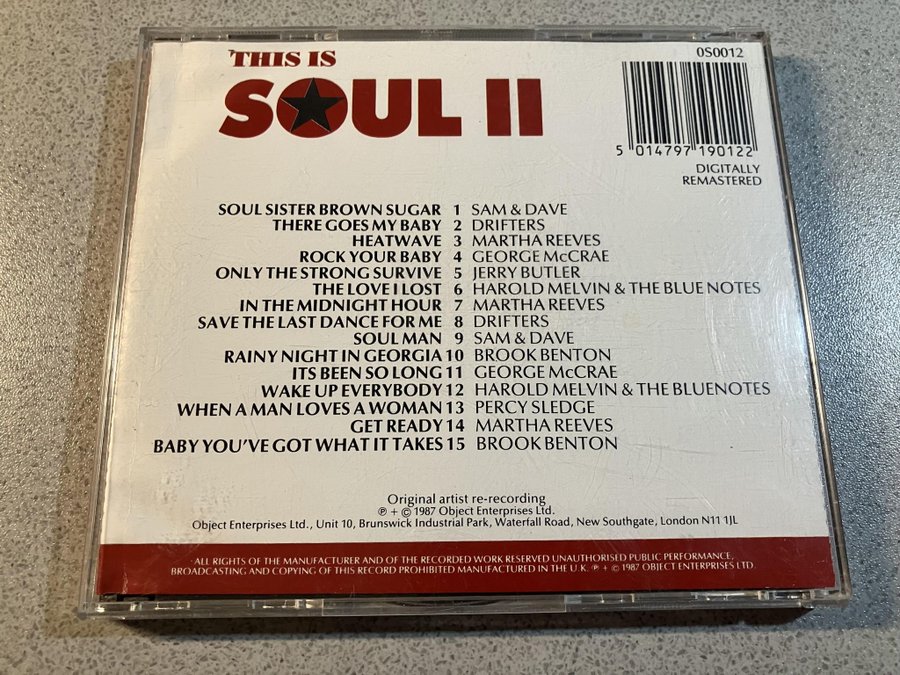 THIS IS
SOUL II
0S0012
5 014797 190122
DIGITALLY
REMASTERED
SOUL SISTER BROWN SUGAR 1 SAM & DAVE
THERE GOES MY BABY 2 DRIFTERS
HEATWAVE 3 MARTHA REEVES
ROCK YOUR BABY 4 GEORGE McCRAE
ONLY THE STRONG SURVIVE 5 JERRY BUTLER
THE LOVE I LOST 6 HAROLD MELVIN & THE BLUE NOTES
IN THE MIDNIGHT HOUR 7 MARTHA REEVES
SAVE THE LAST DANCE FOR ME 8 DRIFTERS
SOUL MAN 9 SAM & DAVE
RAINY NIGHT IN GEORGIA 10 BROOK BENTON
ITS BEEN SO LONG 11 GEORGE McCRAE
WAKE UP EVERYBODY 12 HAROLD MELVIN & THE BLUENOTES
WHEN A MAN LOVES A WOMAN 13 PERCY SLEDGE
GET READY 14 MARTHA REEVES
BABY YOU'VE GOT WHAT IT TAKES 15 BROOK BENTON
Original artist re-recording
℗ + © 1987 Object Enterprises Ltd.
Object Enterprises Ltd., Unit 10, Brunswick Industrial Park, Waterfall Road, New Southgate, London N11 1JL
ALL RIGHTS OF THE MANUFACTURER AND OF THE RECORDED WORK RESERVED UNAUTHORISED PUBLIC PERFORMANCE,
BROADCASTING AND COPYING OF THIS RECORD PROHIBITED MANUFACTURED IN THE U.K. ℗ + © 1987 OBJECT ENTERPRISES LTD.